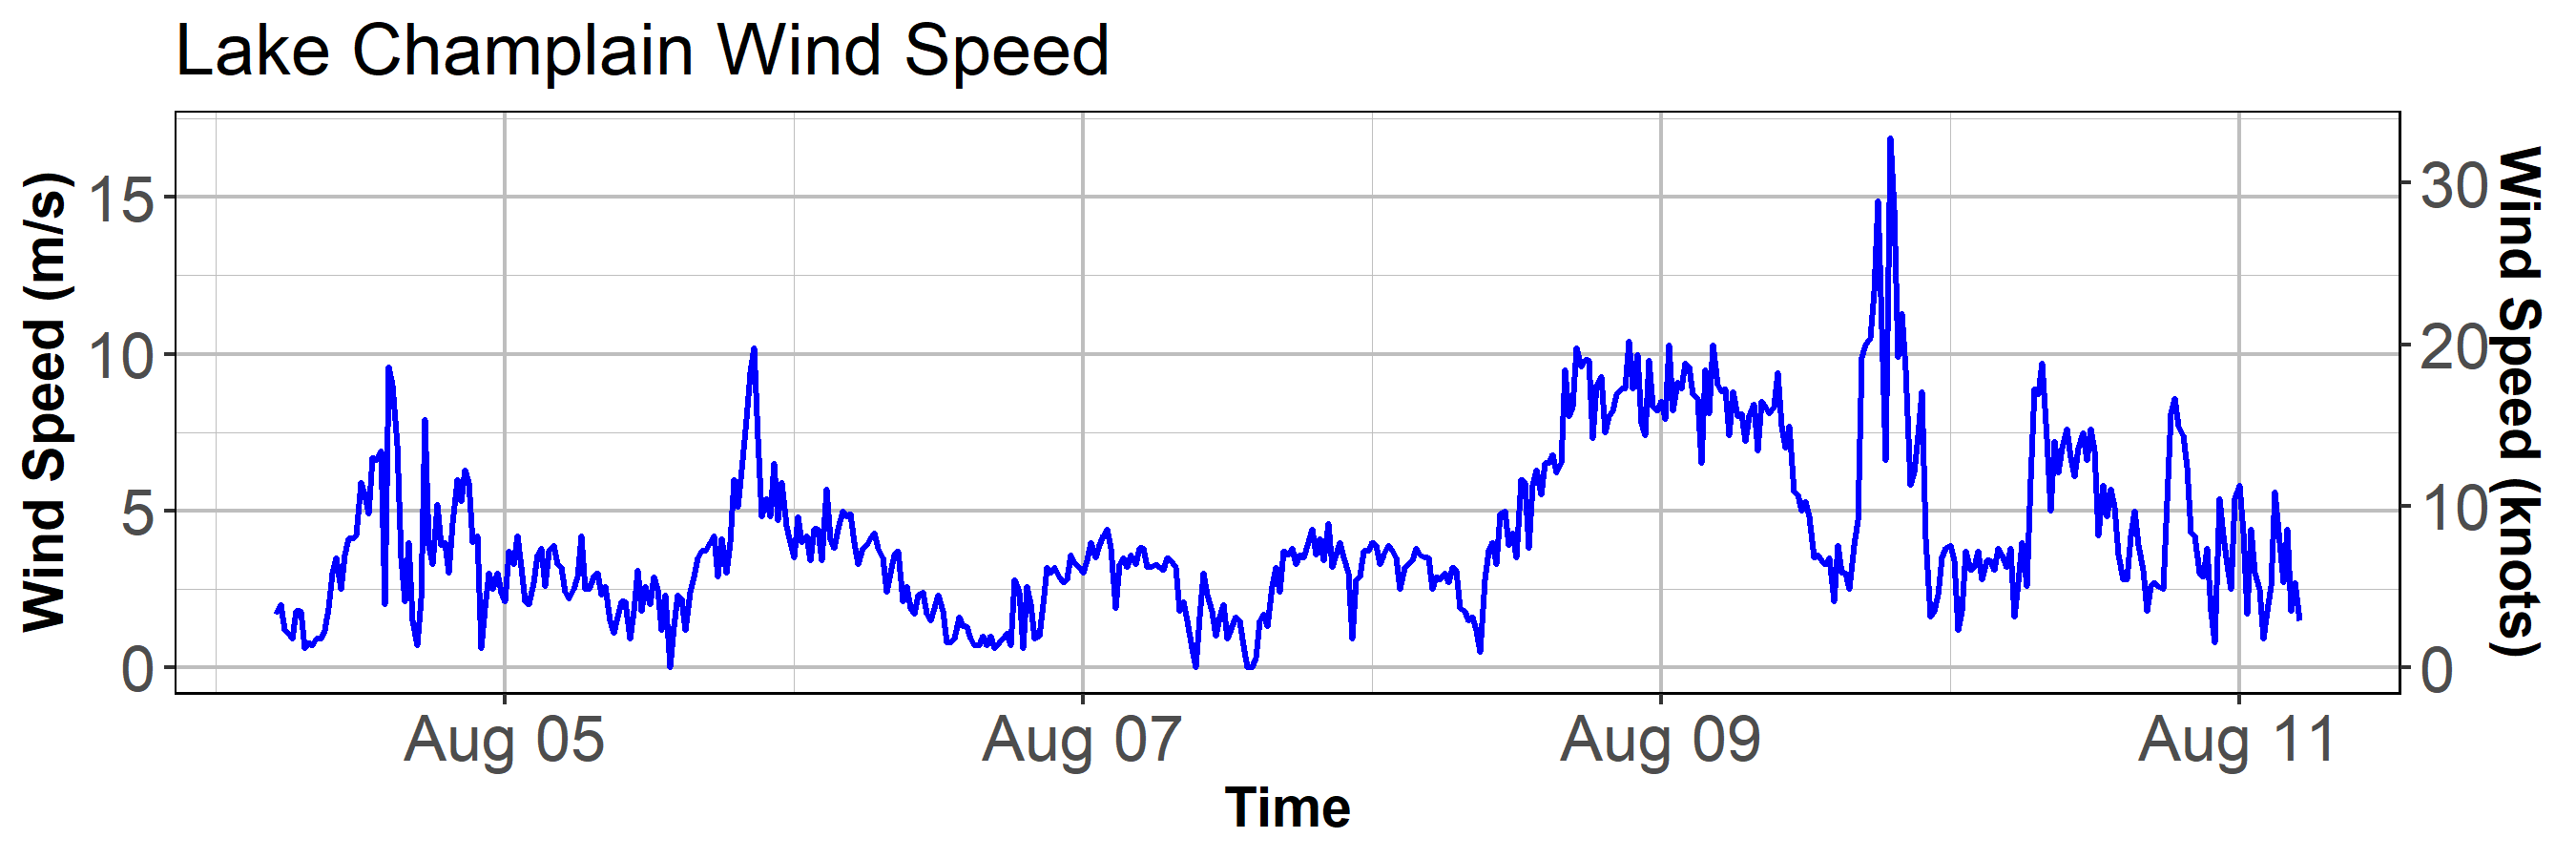 Lake Champlain Wind Speed
Wind Speed (m/s)
15
10
5
0
30
20
10
0
Wind Speed (knots)
Aug 05
Aug 07
Aug 09
Aug 11
Time